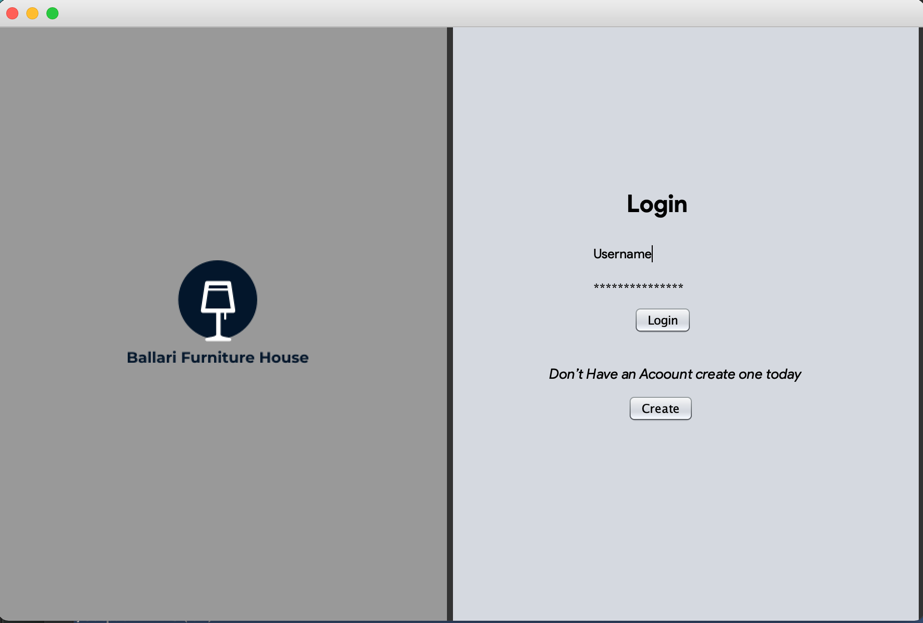 Login
Username
***************
Login
Ballari Furniture House
Don't Have an Acoount create one today
Create